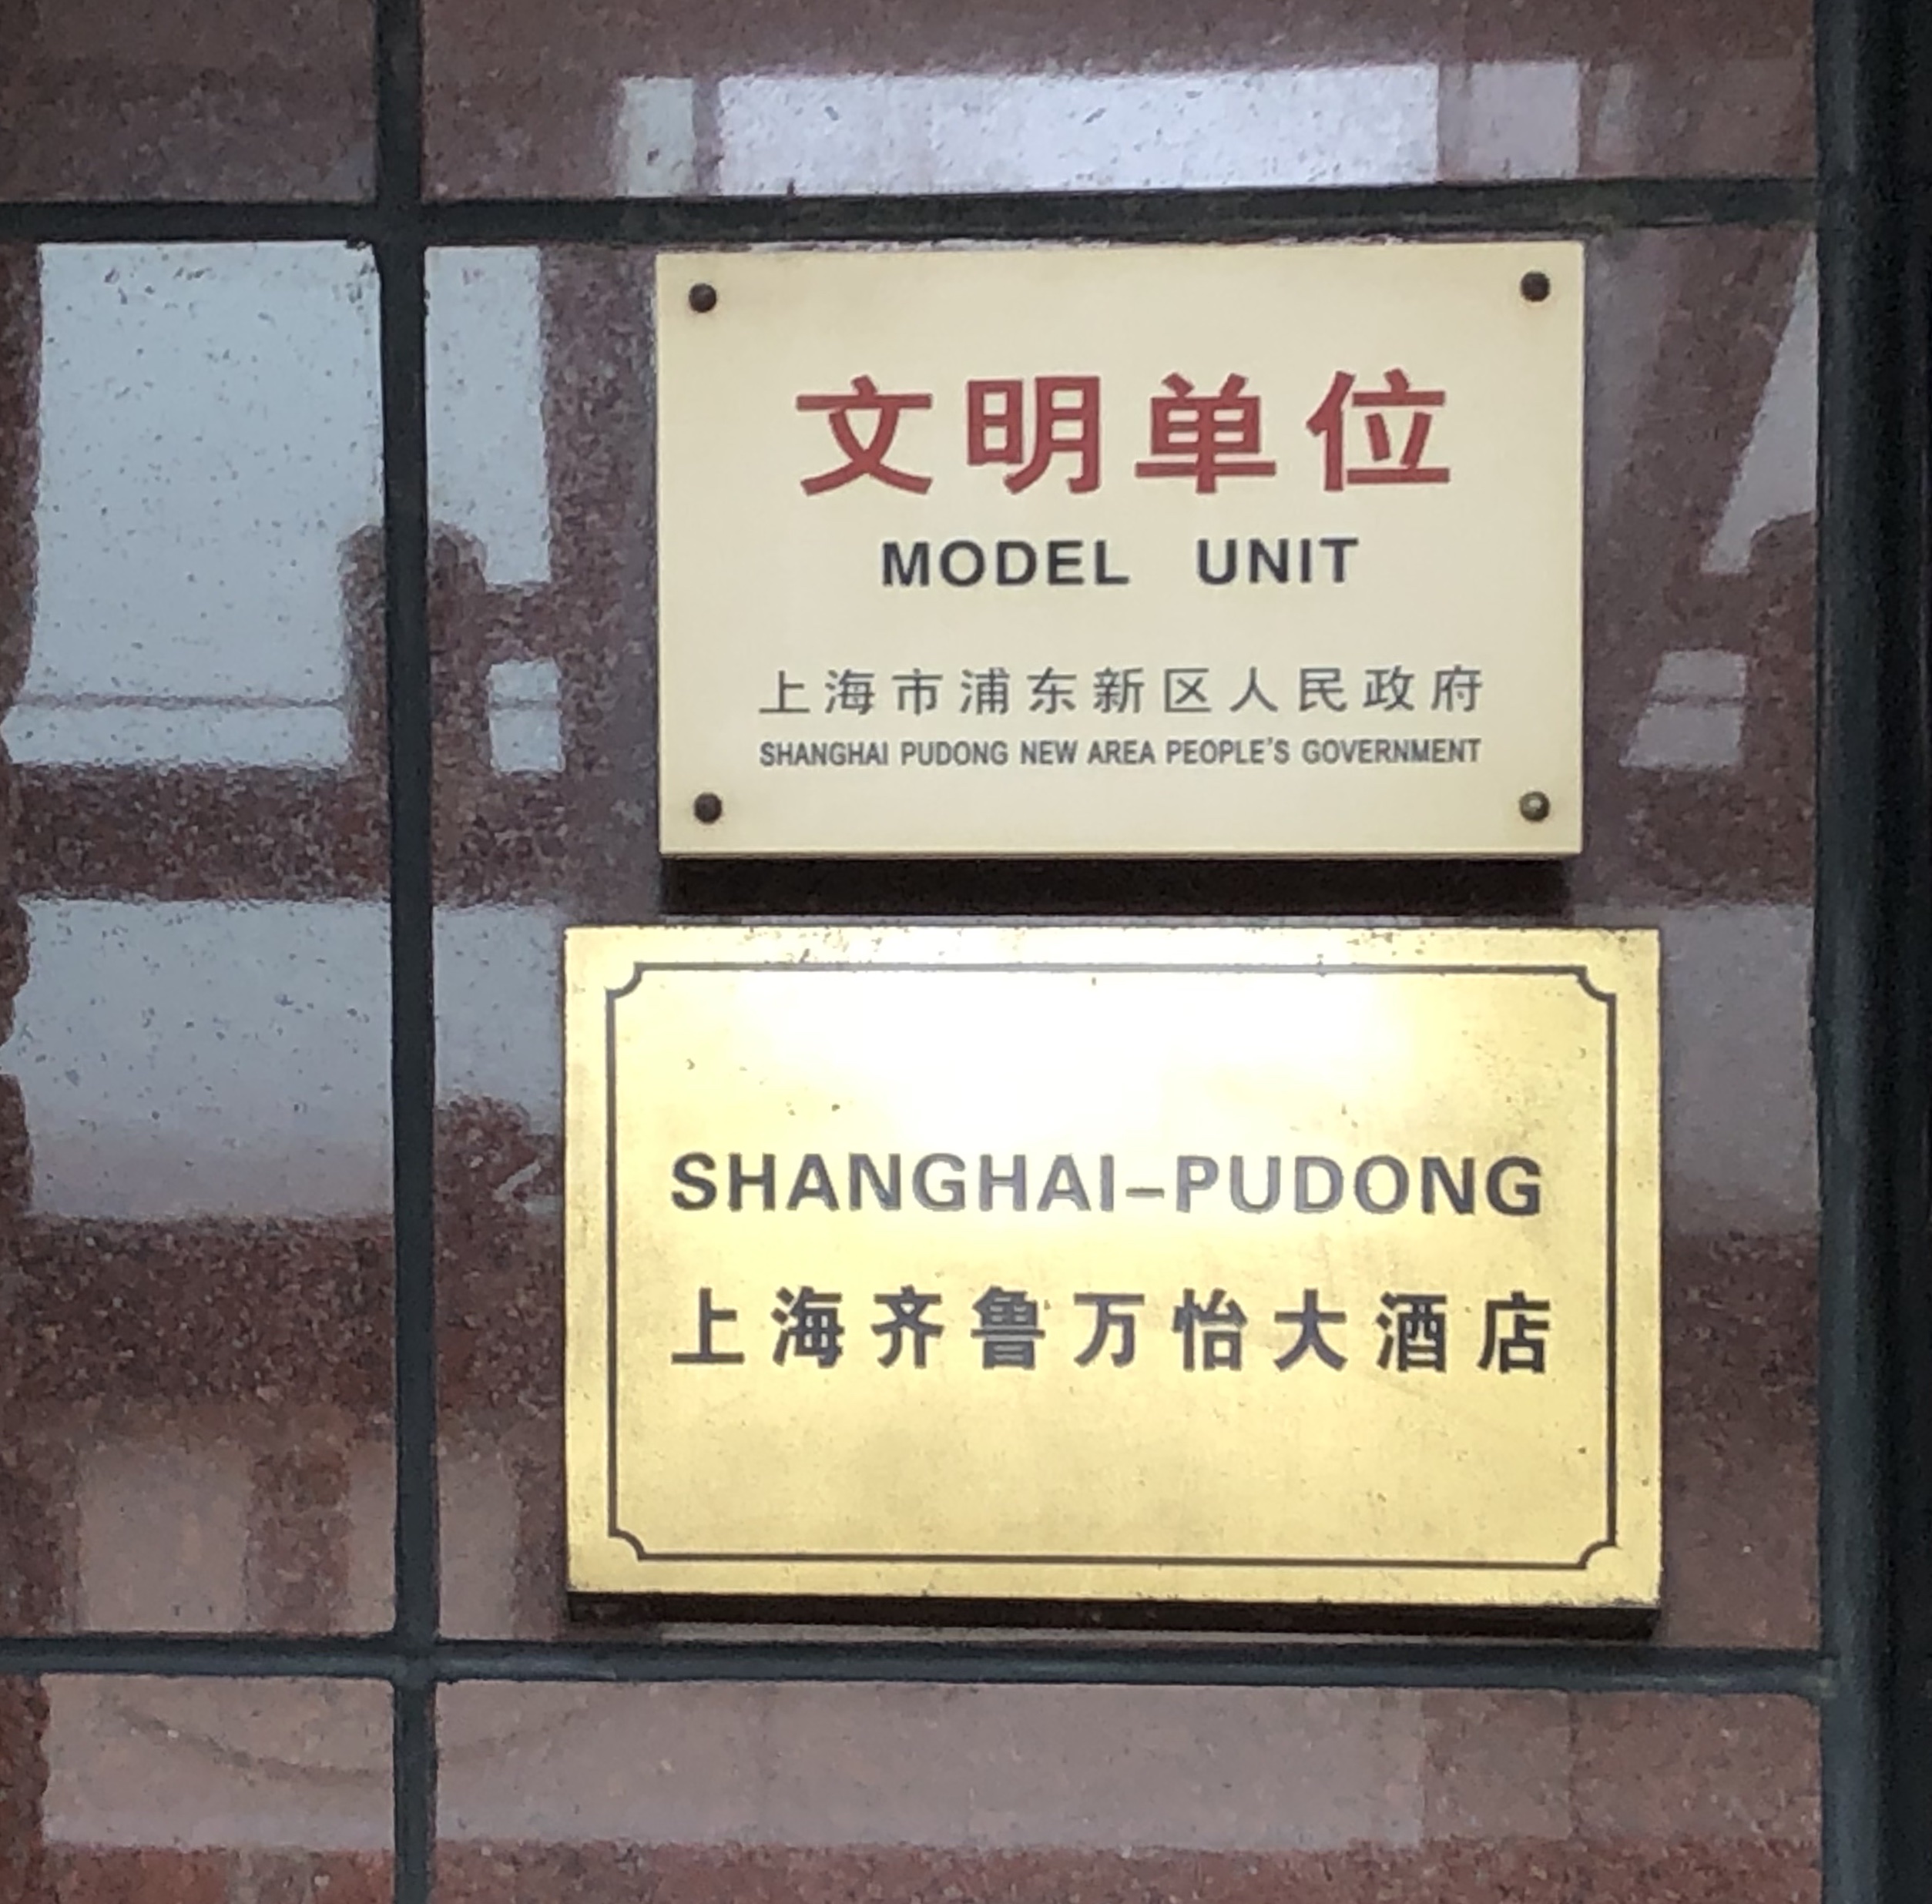 文明单位
MODEL UNIT
上海市浦东新区人民政府
SHANGHAI PUDONG NEW AREA PEOPLE'S GOVERNMENT
SHANGHAI-PUDONG
上海齐鲁万怡大酒店